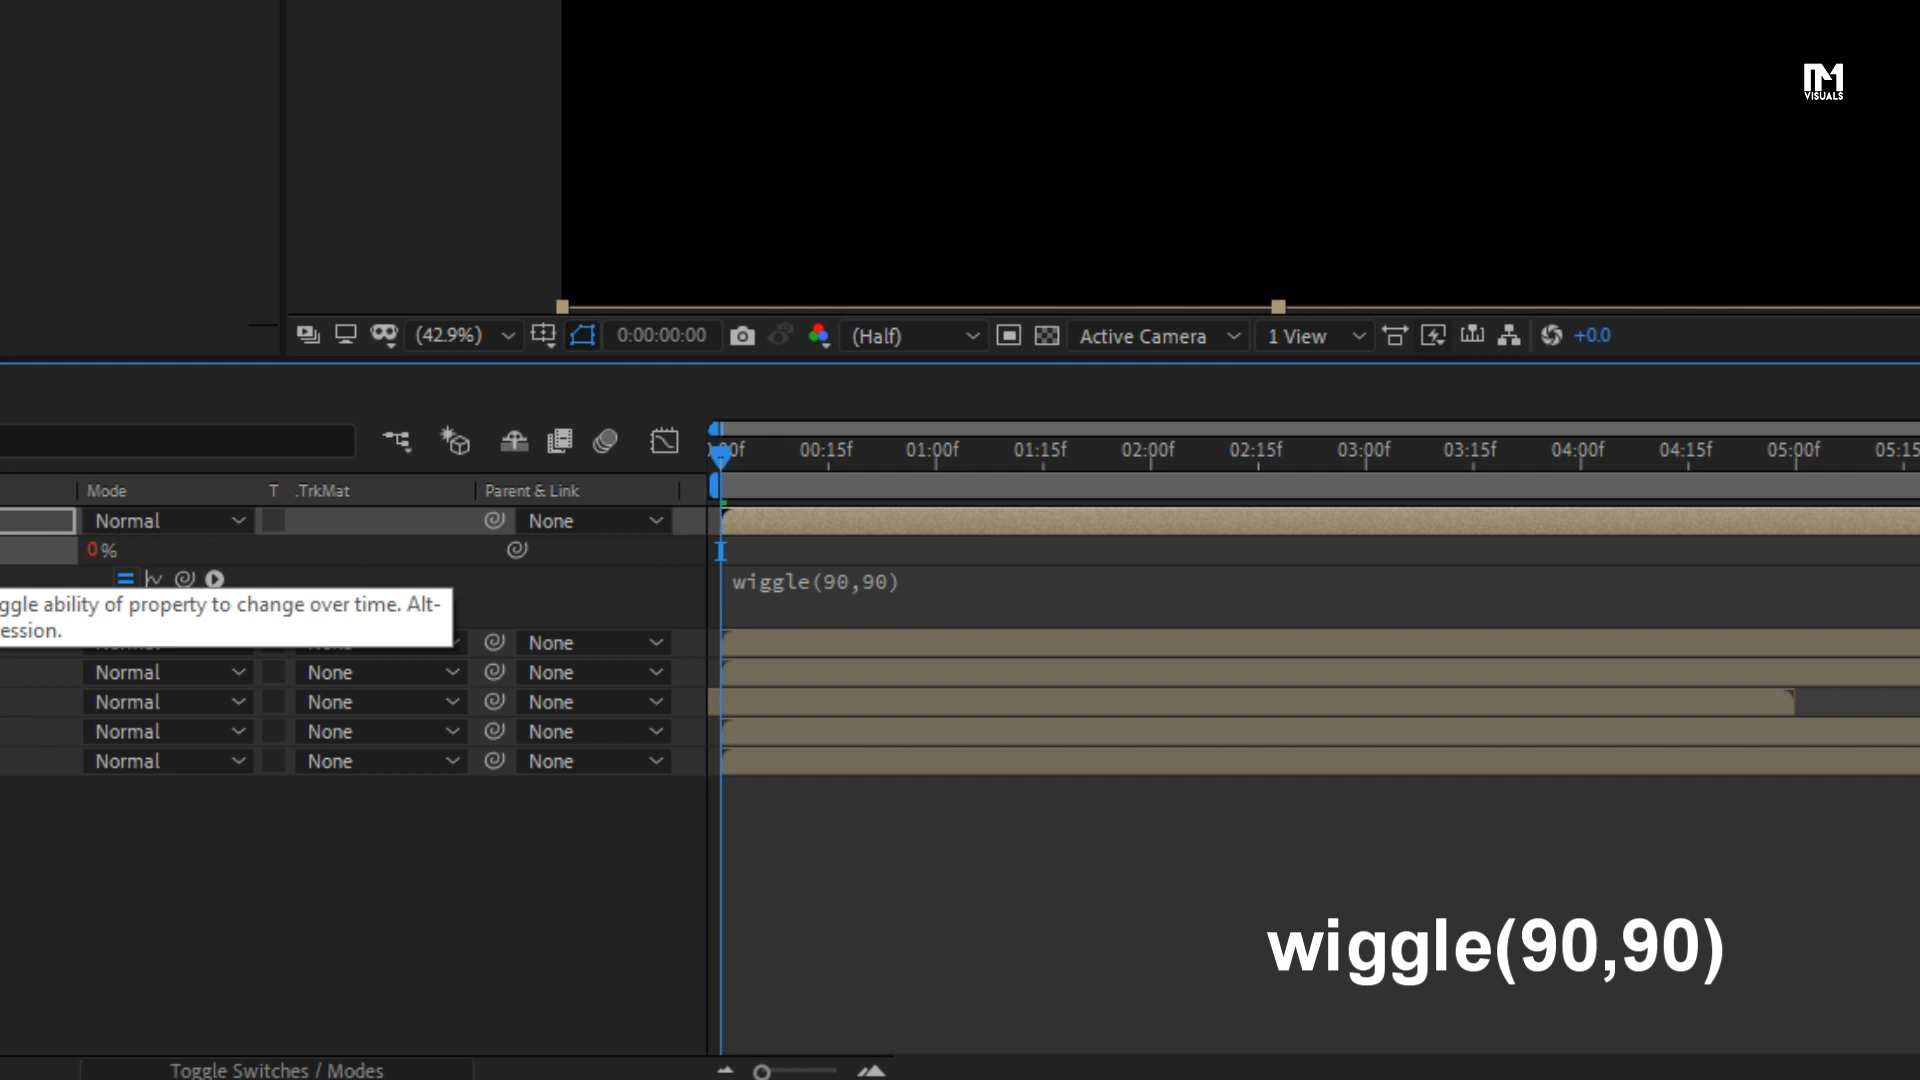 IM
VISUALS
(42.9%) 0:00:00:00 (Half) Active Camera 1 View +0.0
00:15f 01:00f 01:15f 02:00f 02:15f 03:00f 03:15f 04:00f 04:15f 05:00f 05:15
Mode T .TrkMat Parent & Link
Normal None
0%
wiggle(90,90)
ggle ability of property to change over time. Alt-
ession.
None
Normal None None
Normal None None
Normal None None
Normal None None
wiggle(90,90)
Toggle Switches / Modes